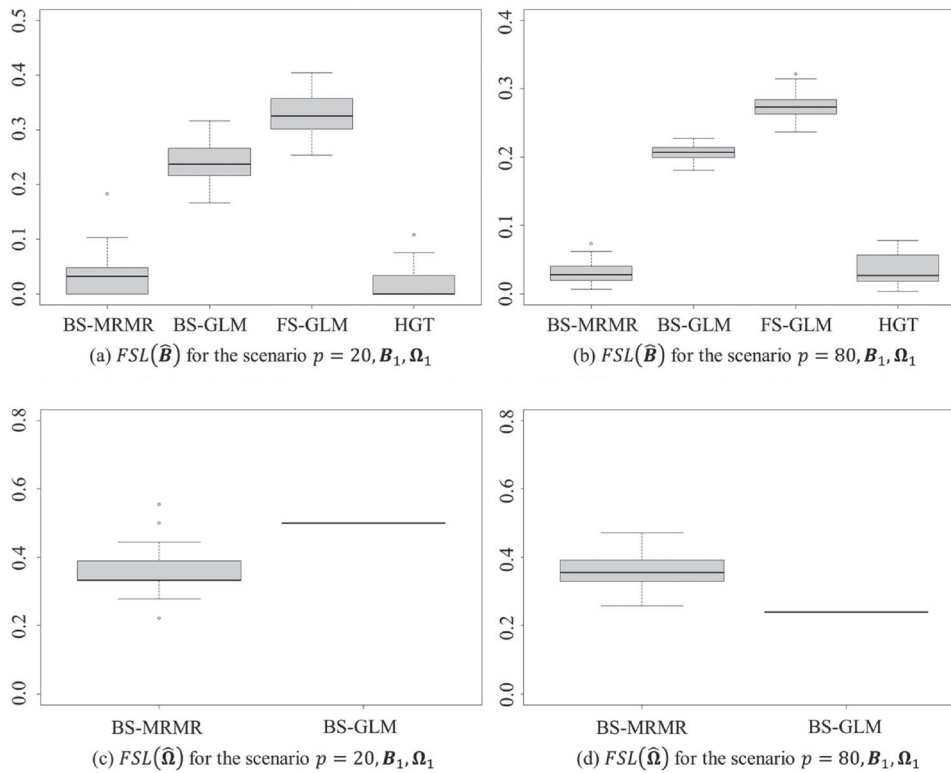 0.5
0.4
0.3
0.2
0.1
0.0
BS-MRMR BS-GLM FS-GLM HGT
(a) FSL(B̂) for the scenario p = 20, B₁, Ω₁
0.4
0.3
0.2
0.1
0.0
BS-MRMR BS-GLM FS-GLM HGT
(b) FSL(B̂) for the scenario p = 80, B₁, Ω₁
0.8
0.6
0.4
0.2
0.0
BS-MRMR BS-GLM
(c) FSL(Ω̂) for the scenario p = 20, B₁, Ω₁
0.8
0.6
0.4
0.2
0.0
BS-MRMR BS-GLM
(d) FSL(Ω̂) for the scenario p = 80, B₁, Ω₁